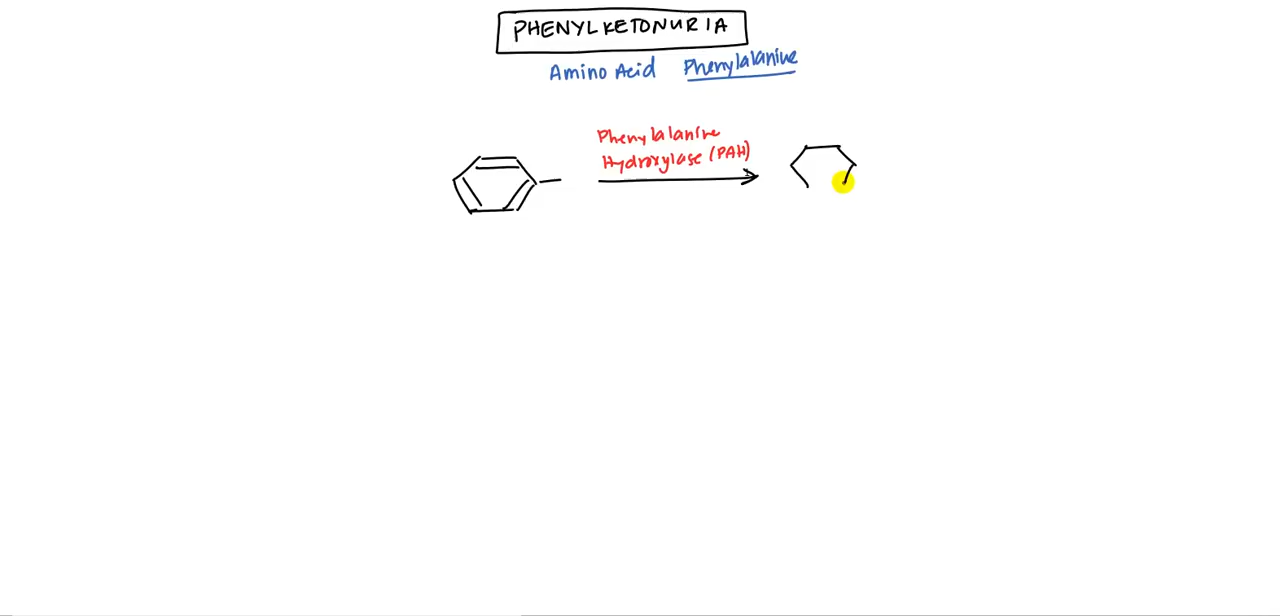 PHENYLKETONURIA
Amino Acid Phenylalanine
Phenylalanine
Hydroxylase (PAH)